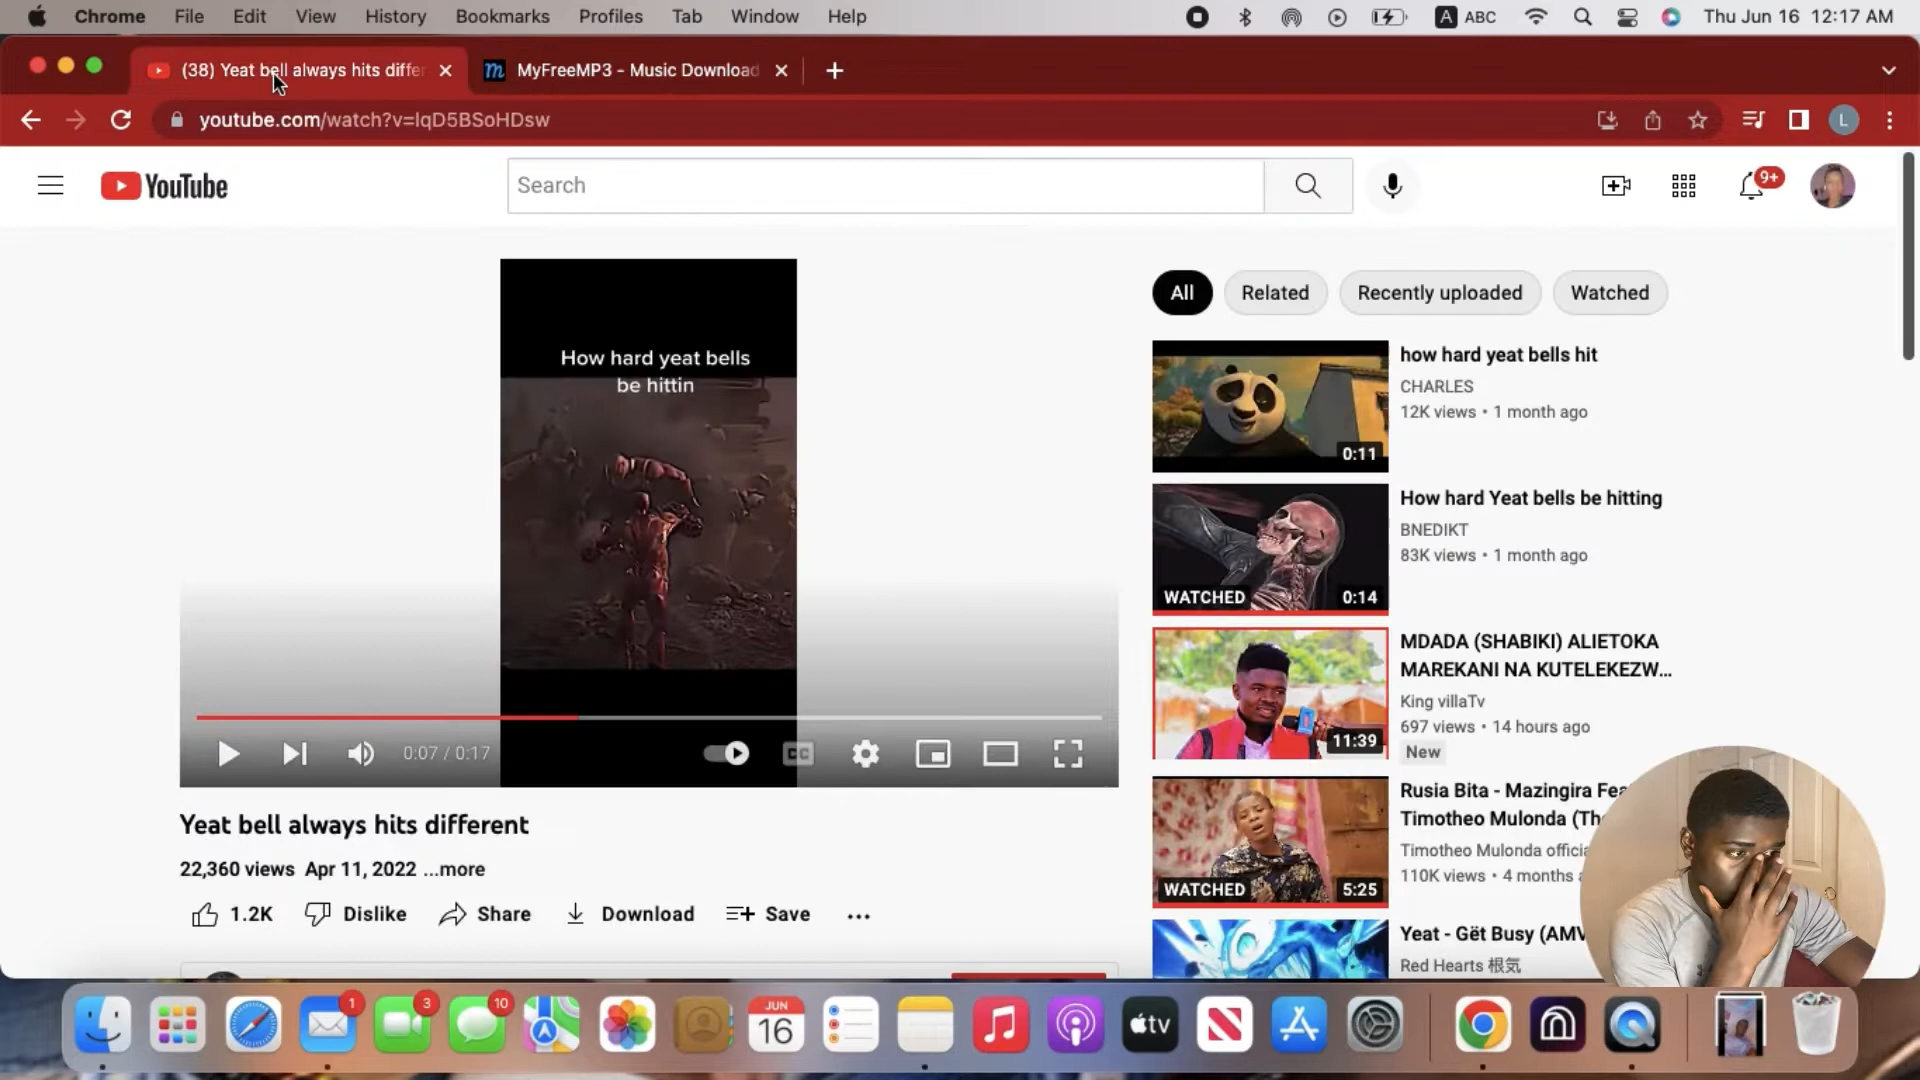 Chrome File Edit View History Bookmarks Profiles Tab Window Help A ABC Thu Jun 16 12:17 AM
(38) Yeat bell always hits differ MyFreeMP3 - Music Download
youtube.com/watch?v=lqD5BSoHDsw L
YouTube Search 9+
All Related Recently uploaded Watched
How hard yeat bells
be hittin
0:07 / 0:17 CC
Yeat bell always hits different
22,360 views Apr 11, 2022 ...more
1.2K Dislike Share Download Save
how hard yeat bells hit
CHARLES
12K views • 1 month ago
0:11
How hard Yeat bells be hitting
BNEDIKT
83K views • 1 month ago
WATCHED 0:14
MDADA (SHABIKI) ALIETOKA
MAREKANI NA KUTELEKEZW...
King villaTv
697 views • 14 hours ago
11:39
New
Rusia Bita - Mazingira Fea
Timotheo Mulonda (Th
Timotheo Mulonda officia
110K views • 4 months a
WATCHED 5:25
Yeat - Gët Busy (AMV
Red Hearts 根気
1 3 10 JUN
16 tv